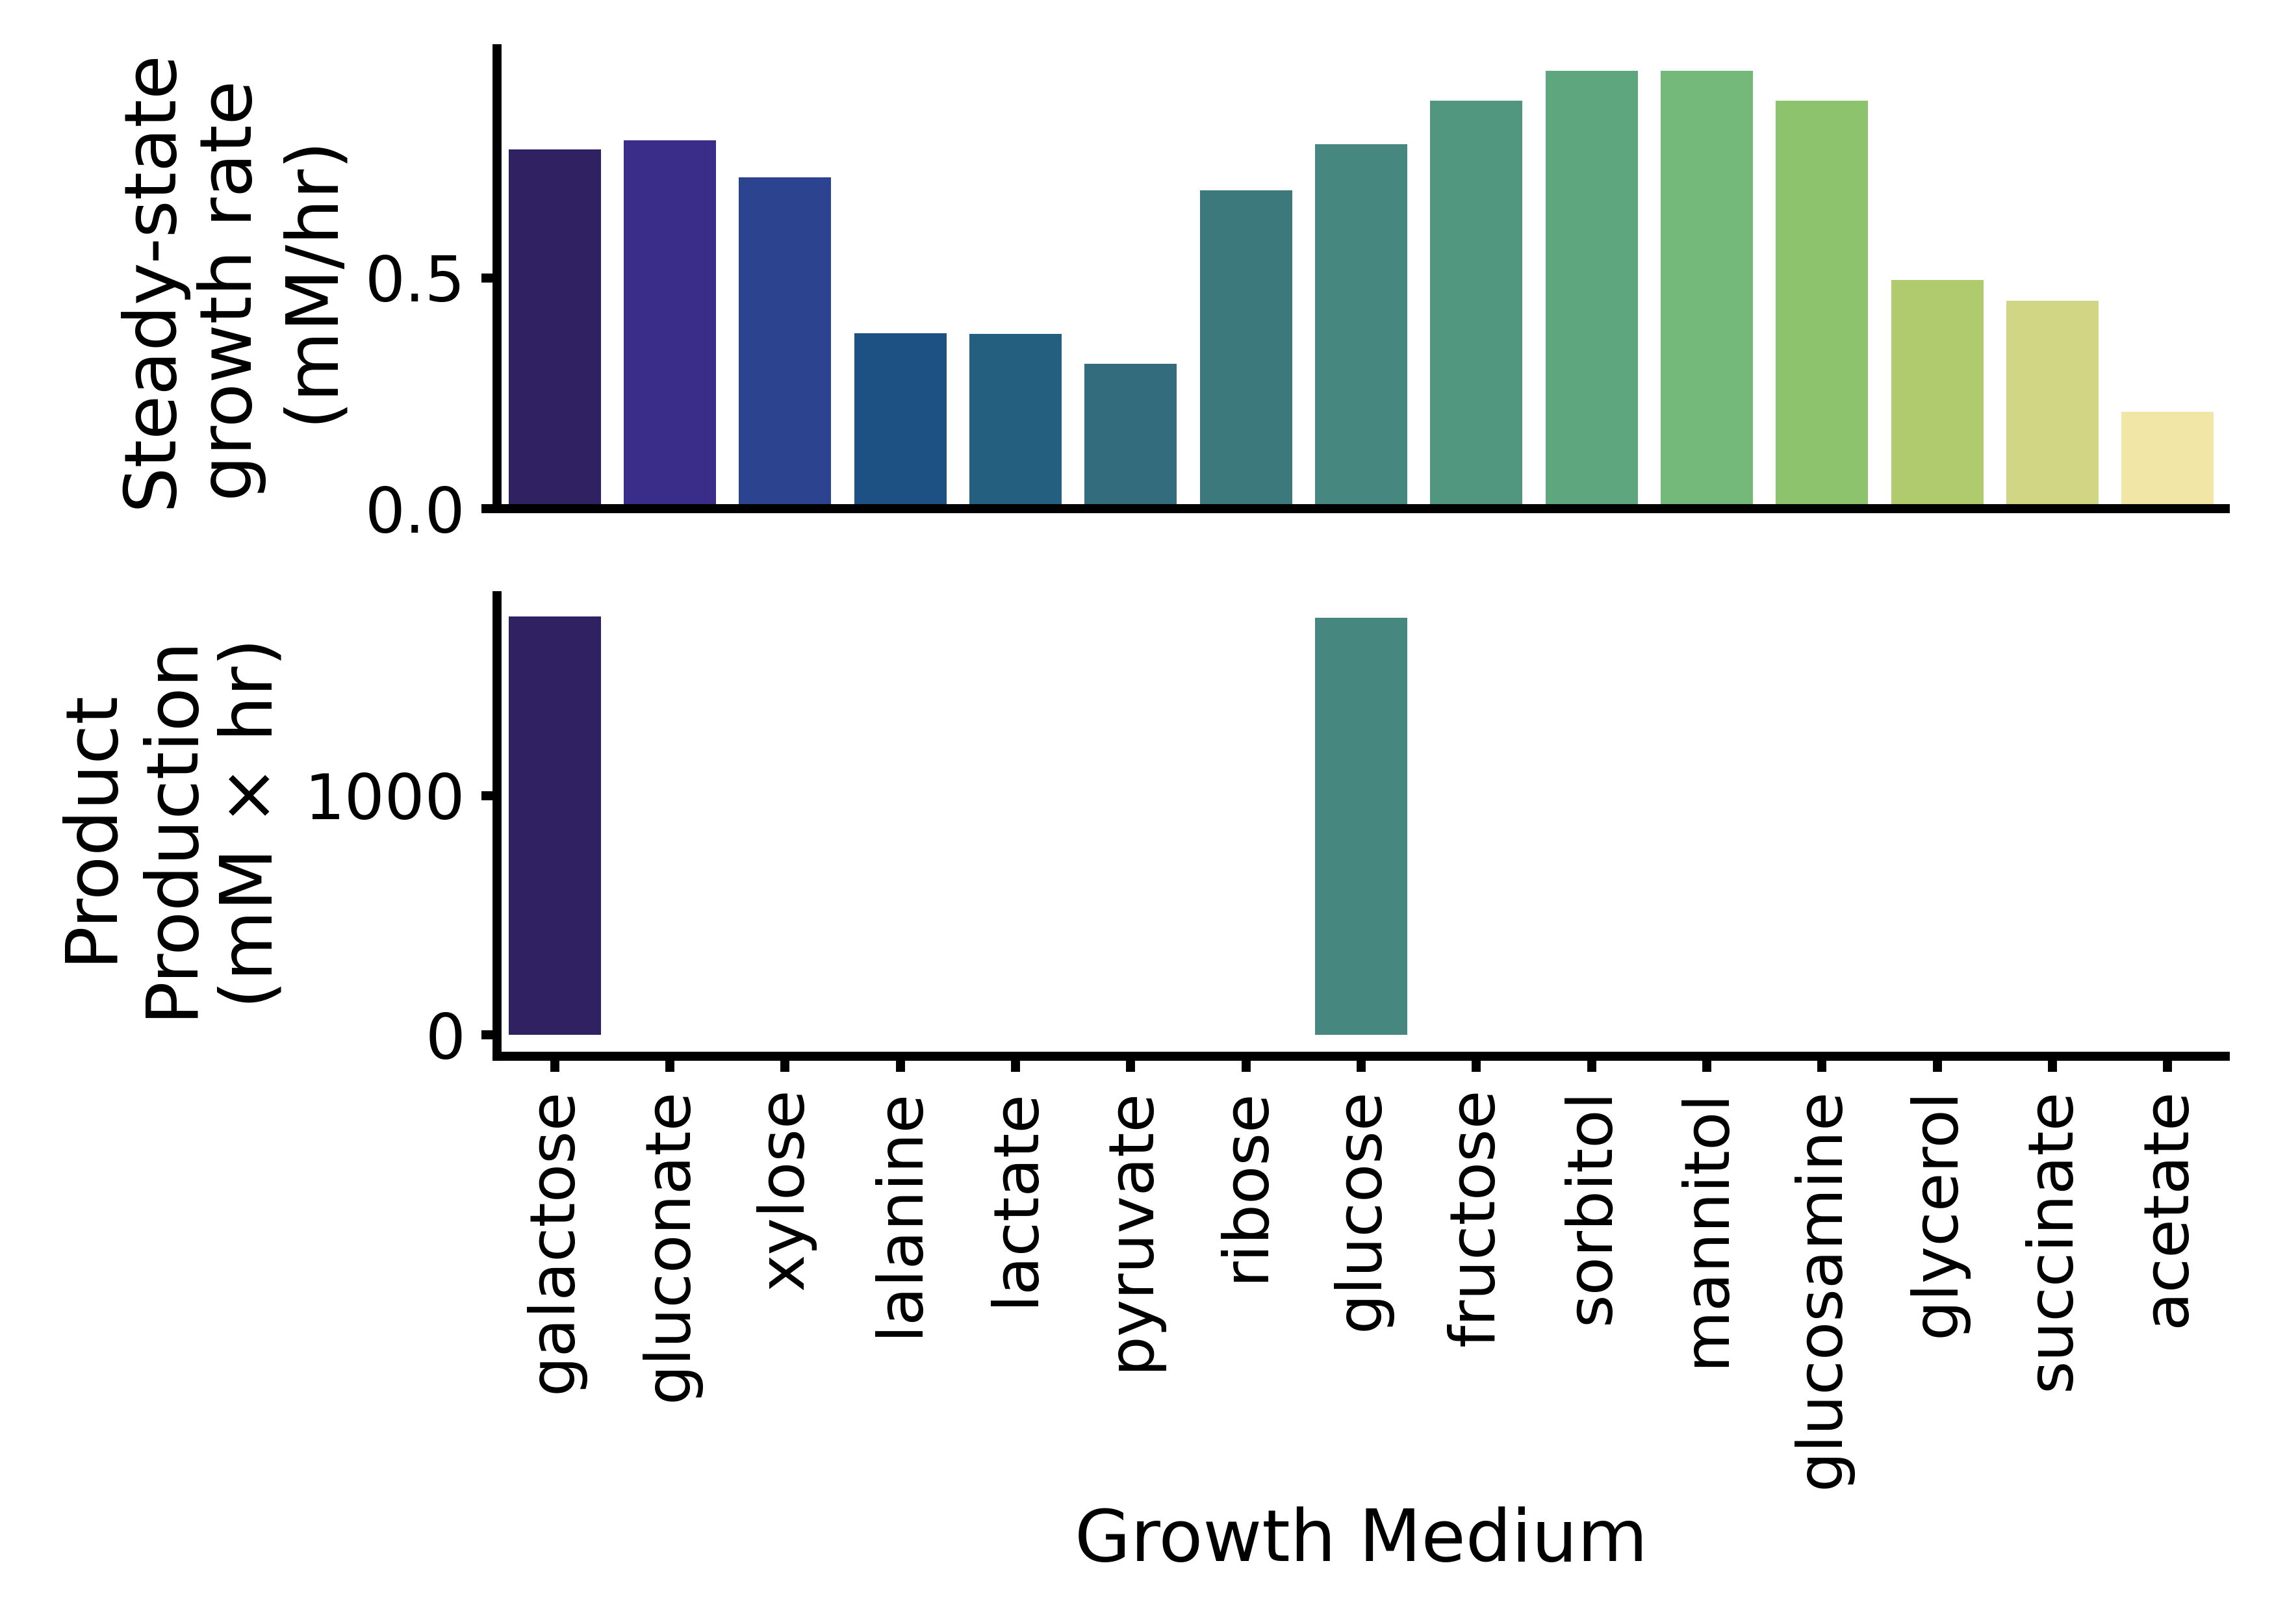 Steady-state
growth rate
(mM/hr)
0.5
0.0
Product
Production
(mM × hr)
1000
0
galactose
gluconate
xylose
lalanine
lactate
pyruvate
ribose
glucose
fructose
sorbitol
mannitol
glucosamine
glycerol
succinate
acetate
Growth Medium